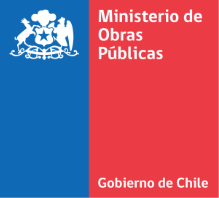 Ministerio de
Obras
Públicas
Gobierno de Chile